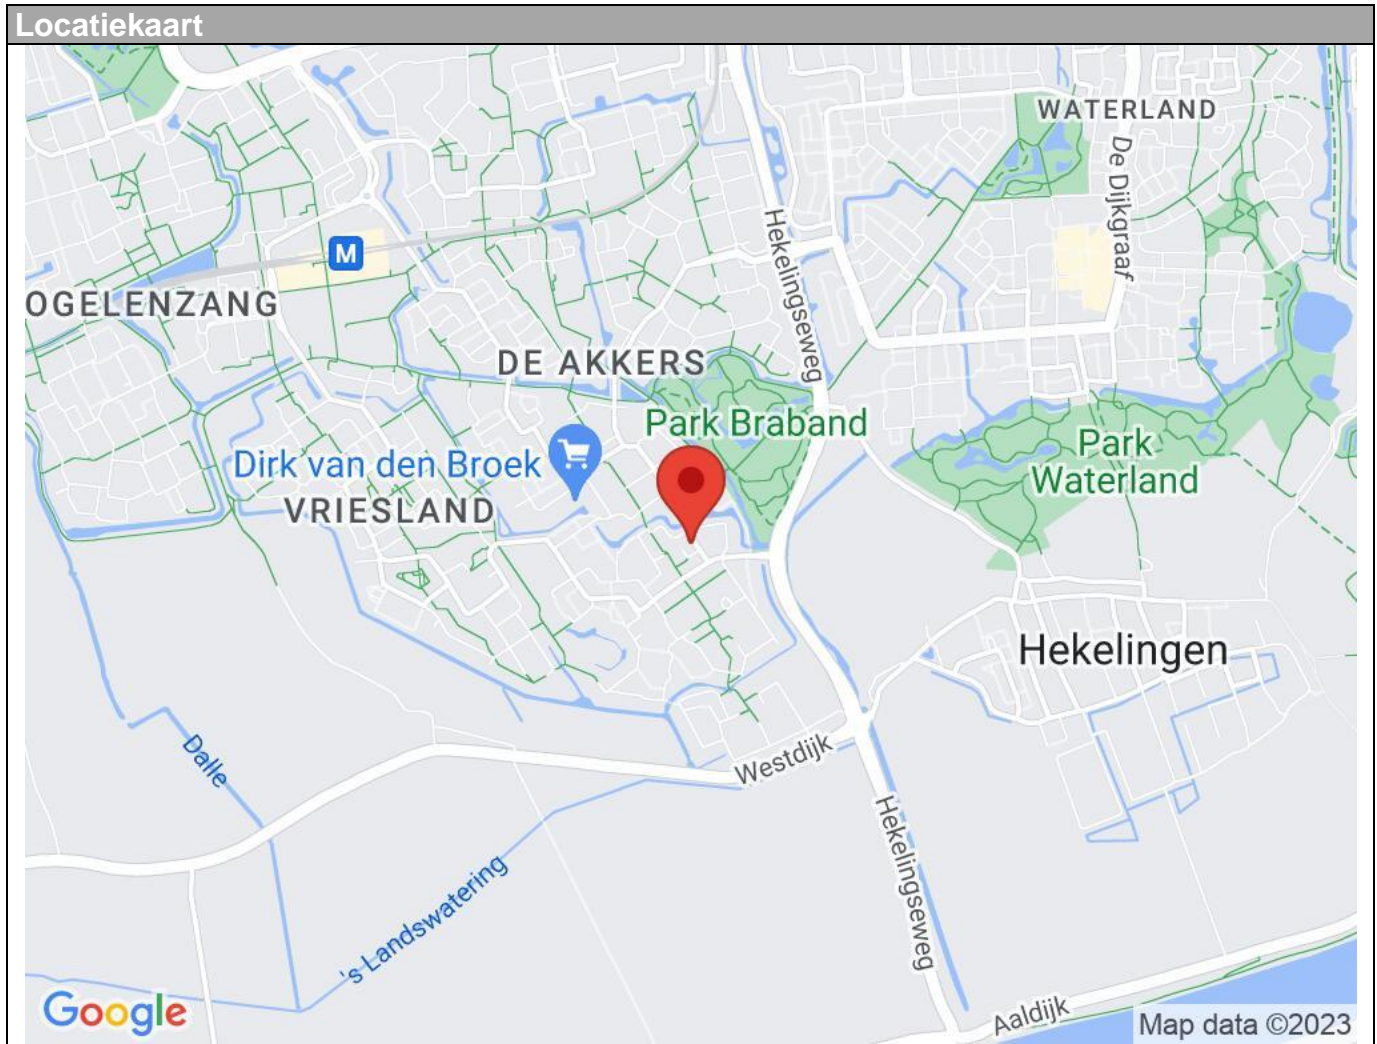 Locatiekaart
WATERLAND
De Dijkgraaf
Hekelingseweg
M
OGELENZANG
DE AKKERS
Park Braband
Park
Waterland
Dirk van den Broek
VRIESLAND
Hekelingen
Dalle
Westdijk
Hekelingseweg
's Landswatering
Aaldijk
Google
Map data ©2023